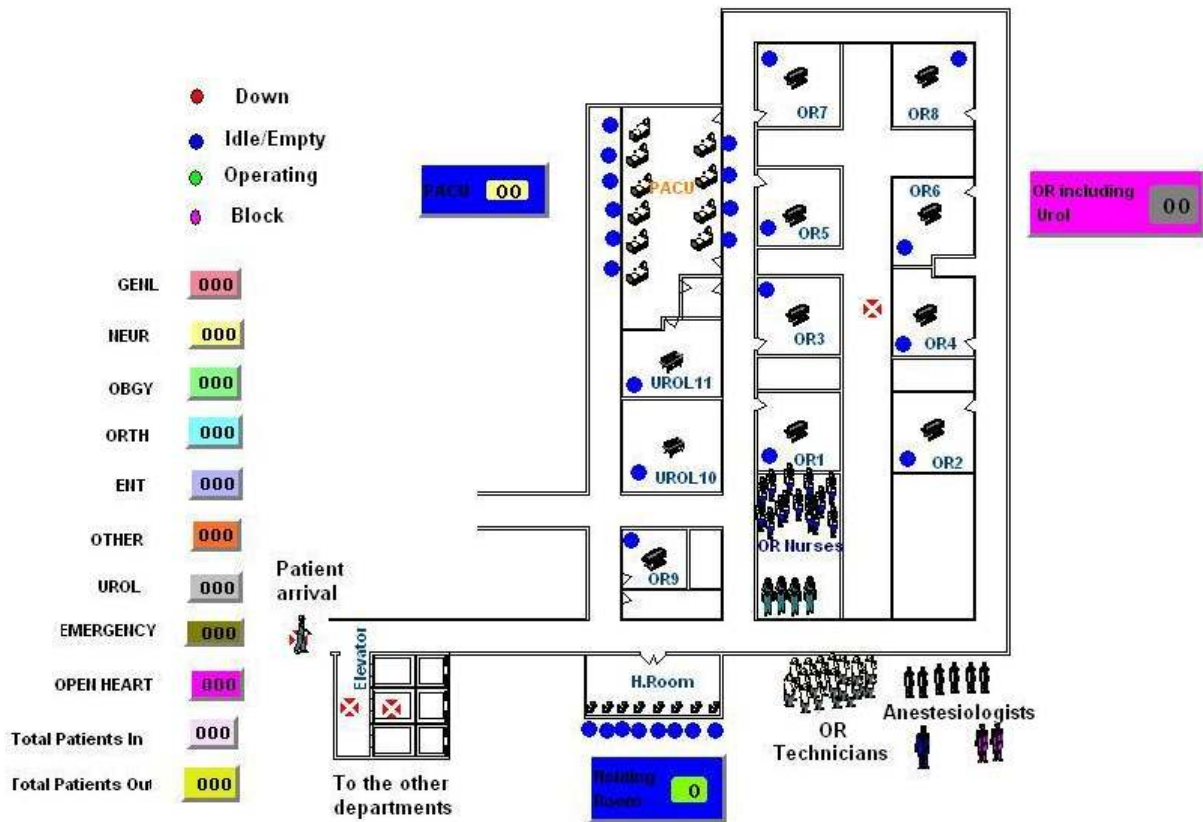 Down
Idle/Empty
Operating
Block
PACU 00
PACU
OR7
OR8
OR6
OR5
OR including
Urol
00
OR3
OR4
UROL11
UROL10
OR1
OR2
OR Nurses
OR9
GENL 000
NEUR 000
OBGY 000
ORTH 000
ENT 000
OTHER 000
UROL 000
EMERGENCY 000
OPEN HEART 000
Total Patients In 000
Total Patients Out 000
Patient
arrival
Elevator
To the other
departments
H.Room
Holding
Room
0
OR
Technicians
Anestesiologists